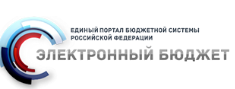 ЕДИНЫЙ ПОРТАЛ БЮДЖЕТНОЙ СИСТЕМЫ
РОССИЙСКОЙ ФЕДЕРАЦИИ
ЭЛЕКТРОННЫЙ БЮДЖЕТ